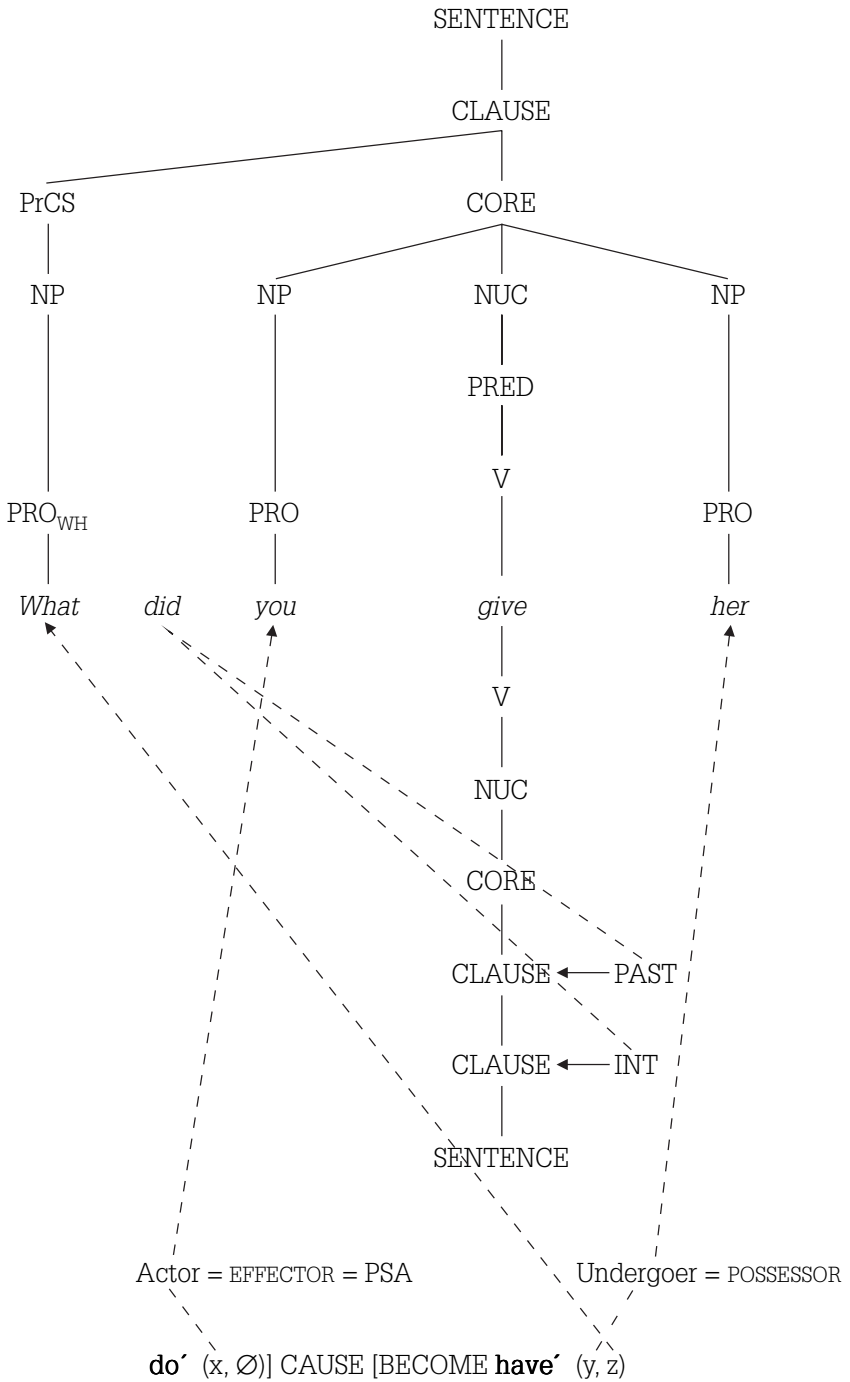 SENTENCE
CLAUSE
PrCS CORE
NP NP NUC NP
PRED
V
PROWH PRO PRO
What did you give her
V
NUC
CORE
CLAUSE PAST
CLAUSE INT
SENTENCE
Actor = EFFECTOR = PSA Undergoer = POSSESSOR
do´ (x, Ø)] CAUSE [BECOME have´ (y, z)